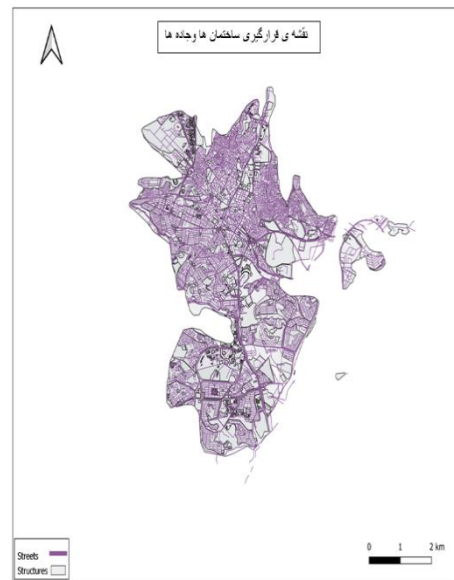 نقشه ی قرارگیری ساختمان ها وجاده ها
Streets
Structures
0 1 2 km